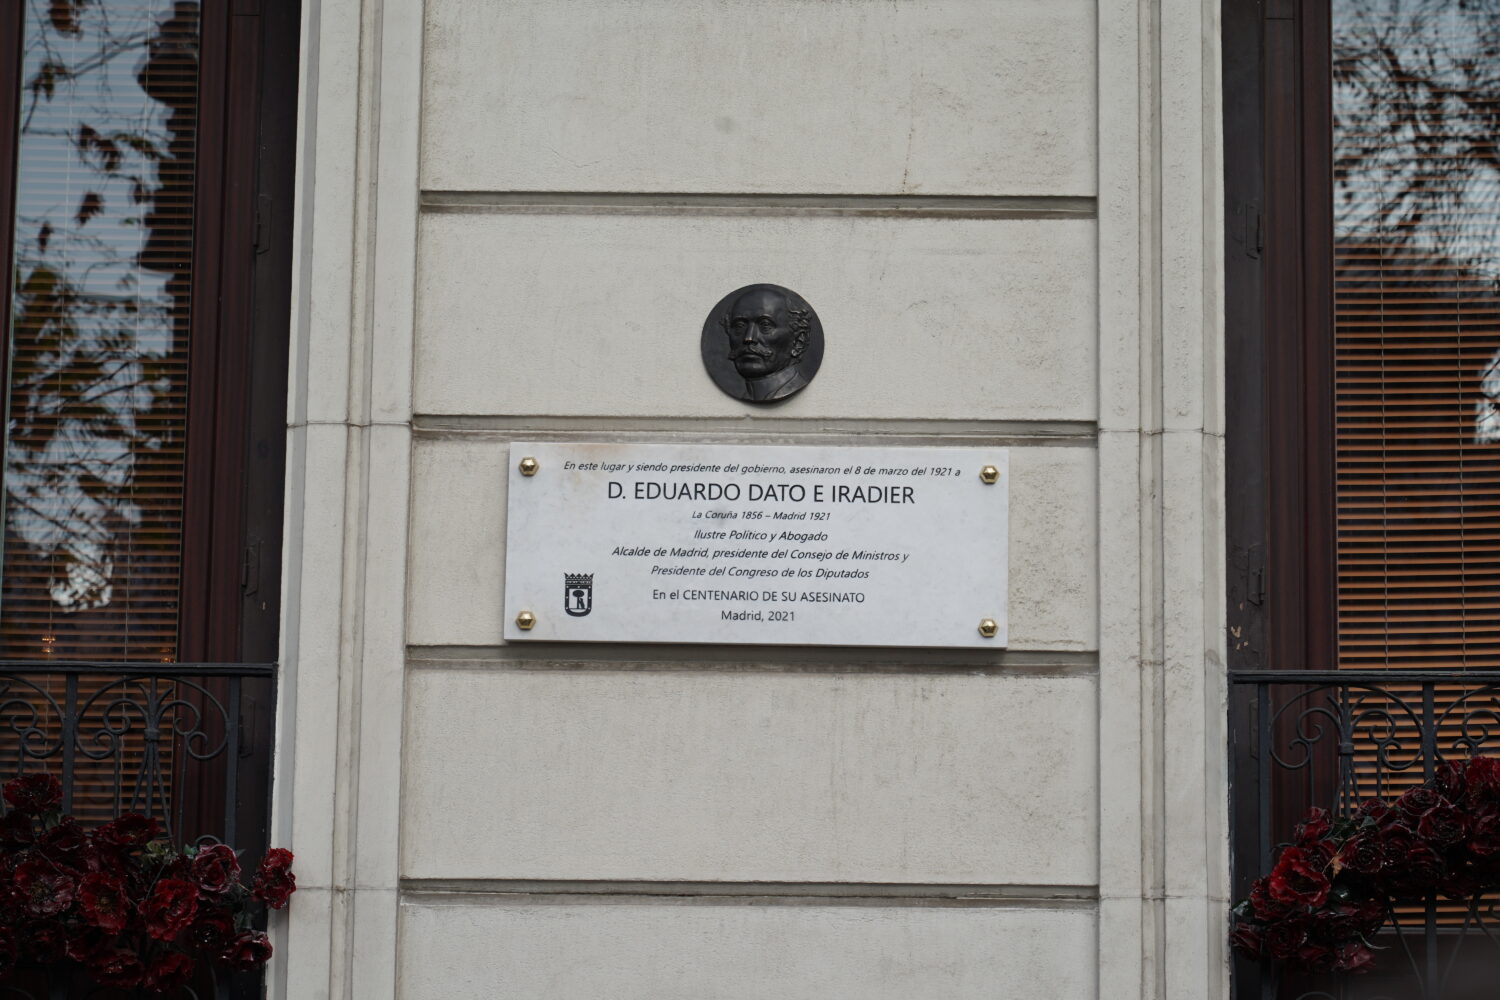 En este lugar y siendo presidente del gobierno, asesinaron el 8 de marzo del 1921 a
D. EDUARDO DATO E IRADIER
La Coruña 1856 – Madrid 1921
Ilustre Político y Abogado
Alcalde de Madrid, presidente del Consejo de Ministros y
Presidente del Congreso de los Diputados
En el CENTENARIO DE SU ASESINATO
Madrid, 2021